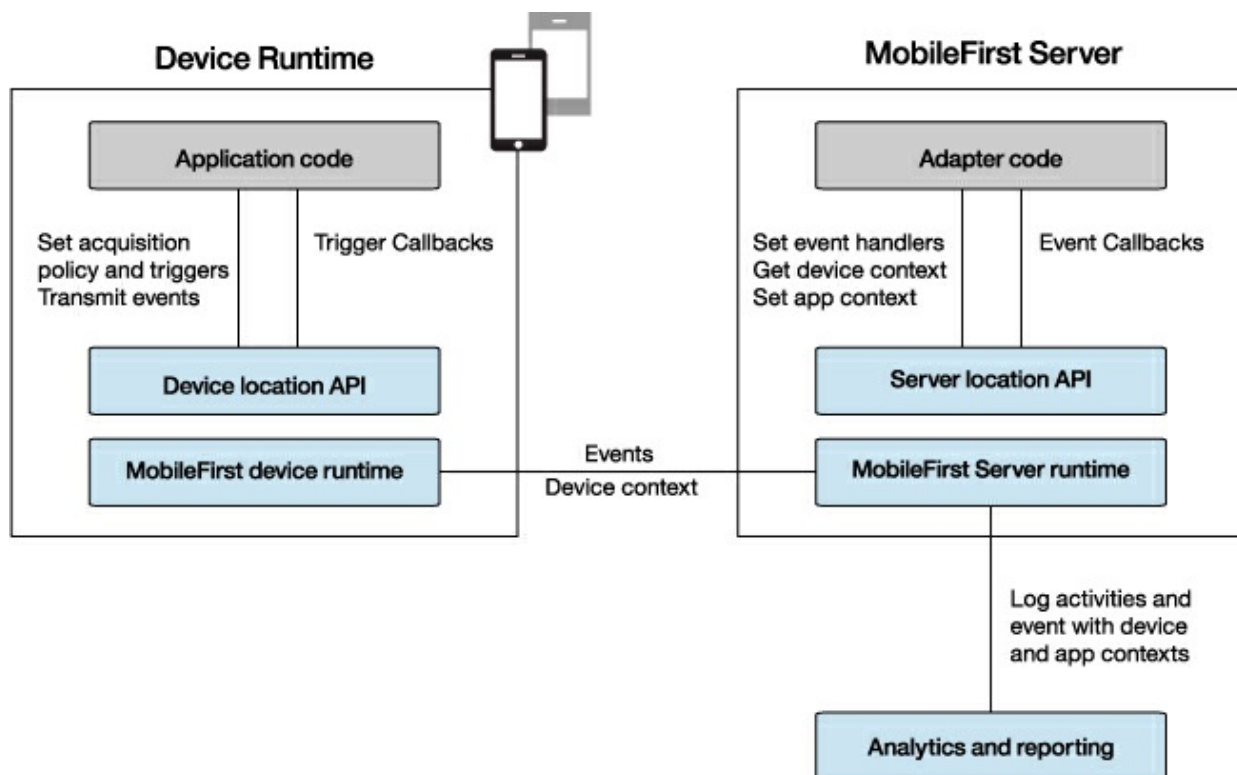 Device Runtime
MobileFirst Server
Application code
Set acquisition
policy and triggers
Transmit events
Trigger Callbacks
Device location API
MobileFirst device runtime
Events
Device context
Adapter code
Set event handlers
Get device context
Set app context
Event Callbacks
Server location API
MobileFirst Server runtime
Log activities and
event with device
and app contexts
Analytics and reporting